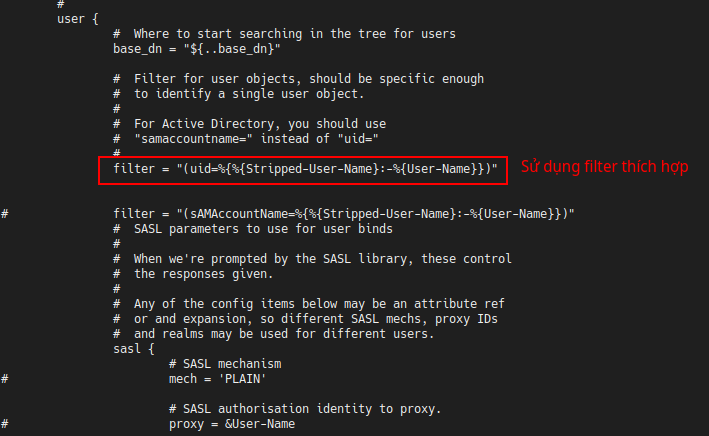 #
user {
#  Where to start searching in the tree for users
base_dn = "${..base_dn}"
#  Filter for user objects, should be specific enough
#  to identify a single user object.
#
#  For Active Directory, you should use
#  "samaccountname=" instead of "uid="
#
filter = "(uid=%{%{Stripped-User-Name}:-%{User-Name}})"
Sử dụng filter thích hợp
#  filter = "(sAMAccountName=%{%{Stripped-User-Name}:-%{User-Name}})"
#  SASL parameters to use for user binds
#
#  When we're prompted by the SASL library, these control
#  the responses given.
#
#  Any of the config items below may be an attribute ref
#  or and expansion, so different SASL mechs, proxy IDs
#  and realms may be used for different users.
sasl {
# SASL mechanism
#  mech = 'PLAIN'
# SASL authorisation identity to proxy.
#  proxy = &User-Name